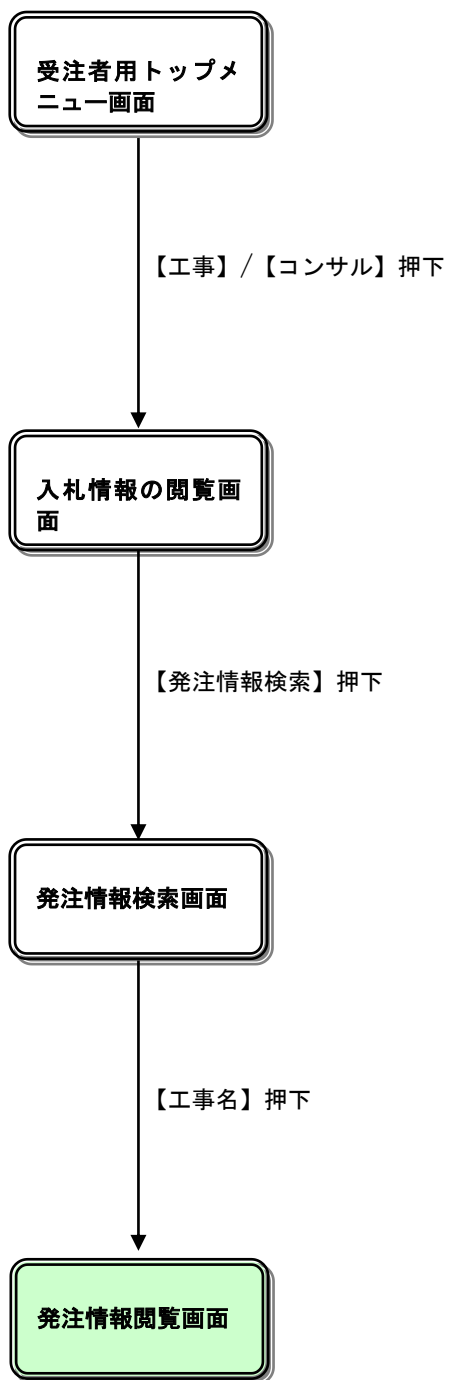 受注者用トップメ
ニュー画面
【工事】/【コンサル】押下
入札情報の閲覧画
面
【発注情報検索】押下
発注情報検索画面
【工事名】押下
発注情報閲覧画面